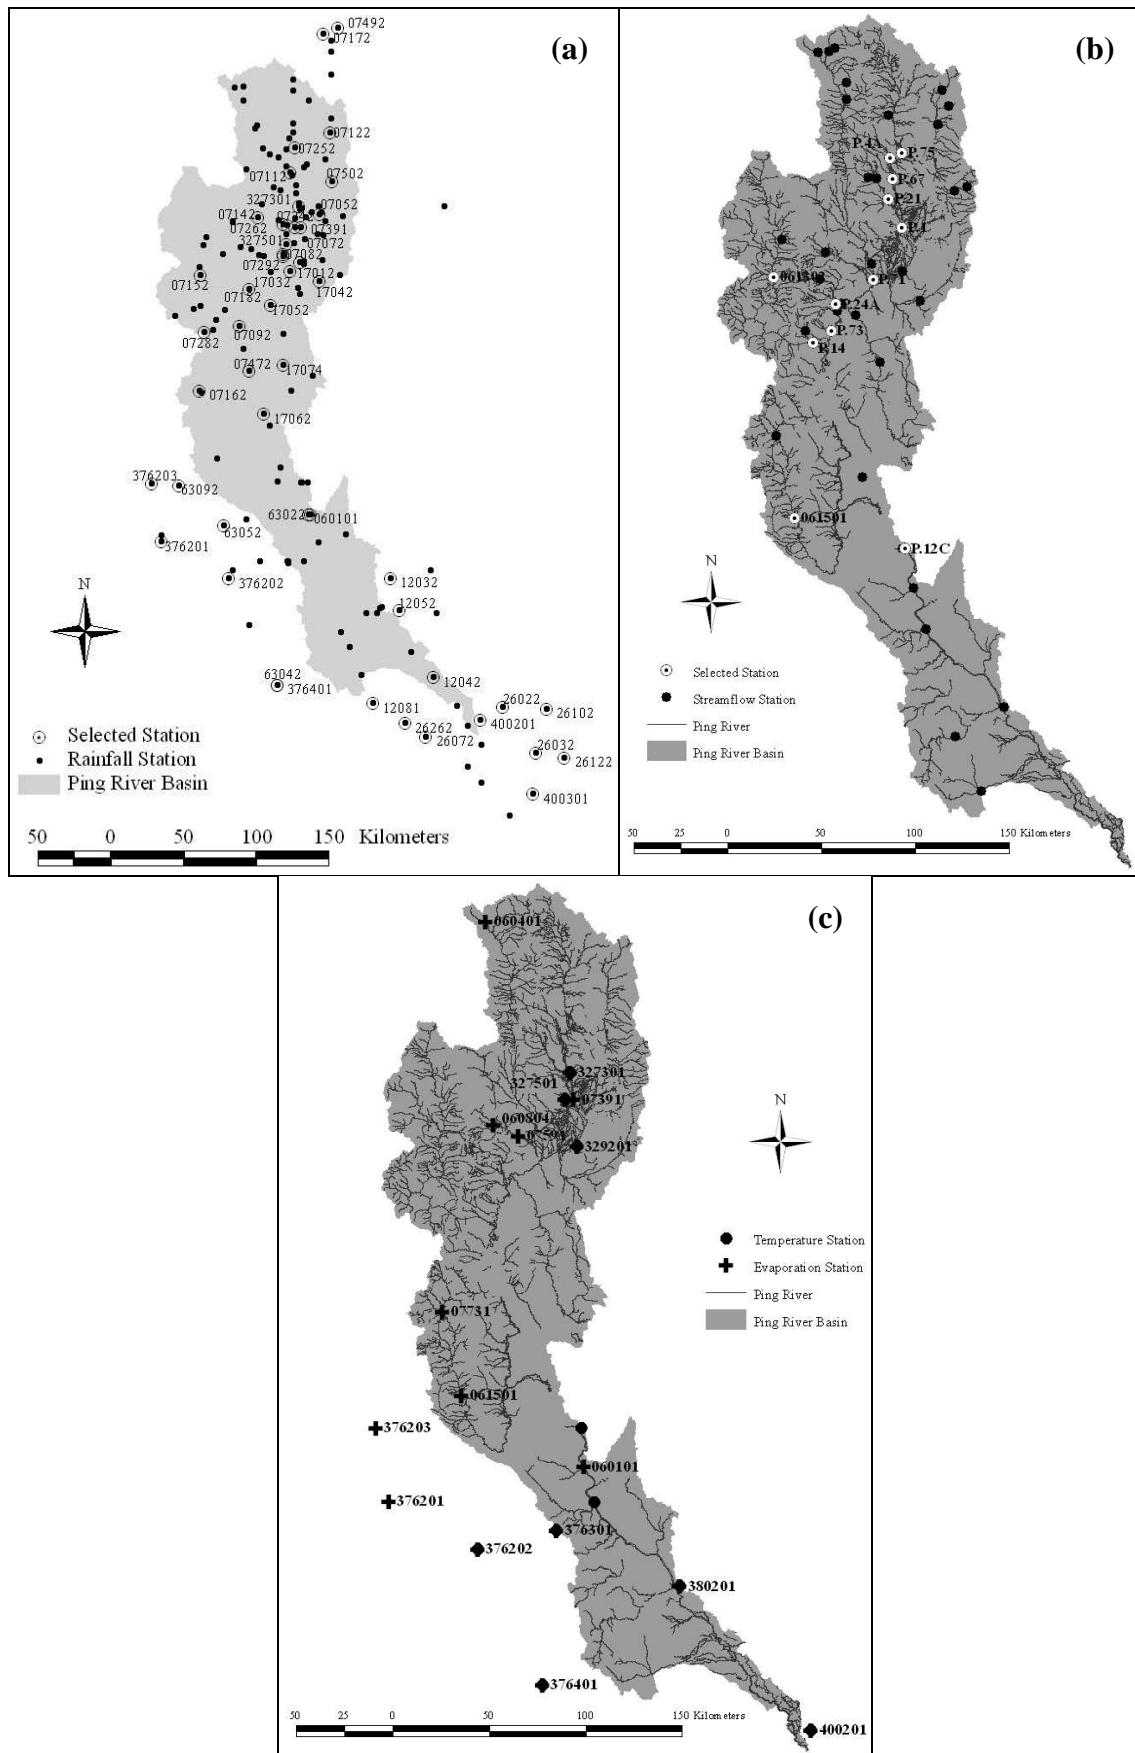 07492
07172
(a)
07122
07252
07112
07502
327301
07052
07142
07262
07391
327501
07072
07082
07292
17012
07152
17032
17042
07182
17052
07092
07282
07472
17074
07162
17062
376203
63092
63022
060101
63052
376201
376202
12032
12052
N
63042
376401
12042
12081
26022
26102
400201
26262
26072
26032
26122
400301
Selected Station
Rainfall Station
Ping River Basin
50 0 50 100 150 Kilometers
(b)
P.4A
P.75
P.67
P.21
P.1
061302
P.71
P.24A
P.73
P.14
061501
P.12C
N
Selected Station
Streamflow Station
Ping River
Ping River Basin
50 25 0 50 100 150 Kilometers
(c)
060401
327301
327501
07391
060804
07594
329201
N
Temperature Station
Evaporation Station
Ping River
Ping River Basin
07731
061501
376203
060101
376201
376301
376202
380201
376401
400201
50 25 0 50 100 150 Kilometers